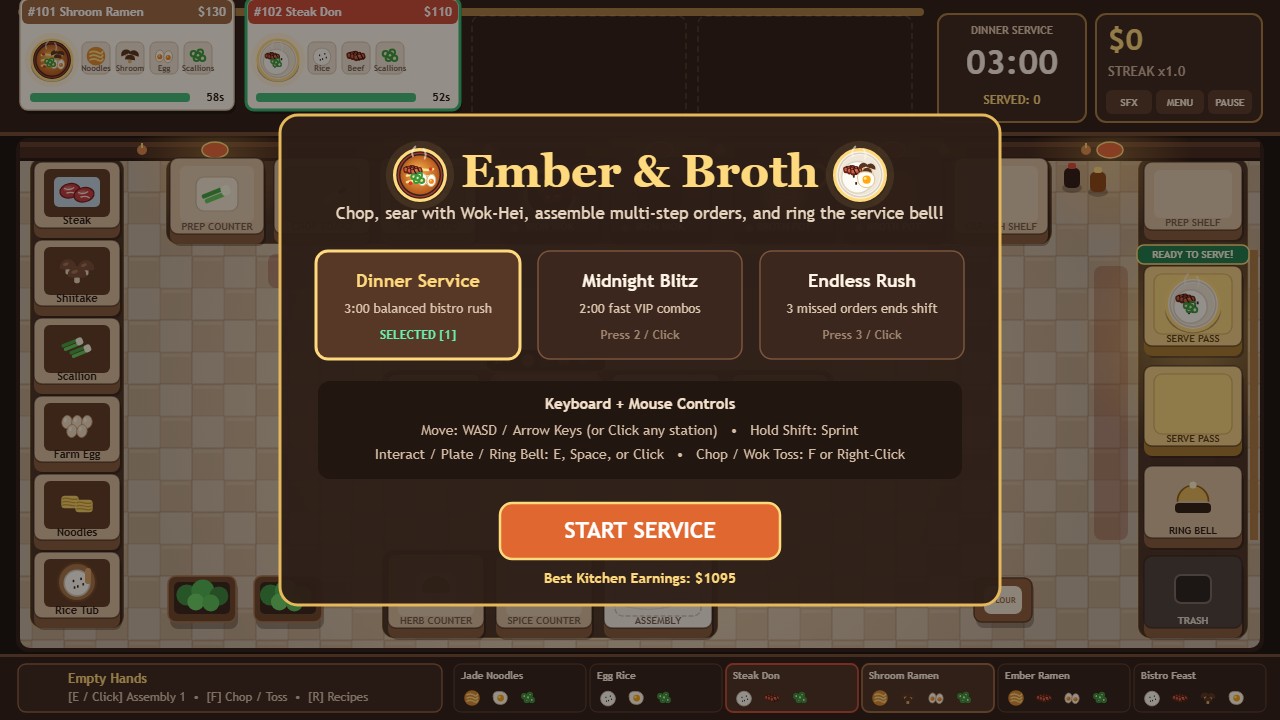 #101 Shroom Ramen $130
Noodles Shroom Egg Scallions
58s
#102 Steak Don $110
Rice Beef Scallions
52s
DINNER SERVICE
03:00
SERVED: 0
$0
STREAK x1.0
SFX MENU PAUSE
Steak
Shiitake
Scallion
Farm Egg
Noodles
Rice Tub
PREP COUNTER
SHELF
PREP SHELF
READY TO SERVE!
SERVE PASS
SERVE PASS
RING BELL
TRASH
Ember & Broth
Chop, sear with Wok-Hei, assemble multi-step orders, and ring the service bell!
Dinner Service
3:00 balanced bistro rush
SELECTED [1]
Midnight Blitz
2:00 fast VIP combos
Press 2 / Click
Endless Rush
3 missed orders ends shift
Press 3 / Click
Keyboard + Mouse Controls
Move: WASD / Arrow Keys (or Click any station) • Hold Shift: Sprint
Interact / Plate / Ring Bell: E, Space, or Click • Chop / Wok Toss: F or Right-Click
START SERVICE
Best Kitchen Earnings: $1095
HERB COUNTER
SPICE COUNTER
ASSEMBLY
Empty Hands
[E / Click] Assembly 1 • [F] Chop / Toss • [R] Recipes
Jade Noodles
Egg Rice
Steak Don
Shroom Ramen
Ember Ramen
Bistro Feast